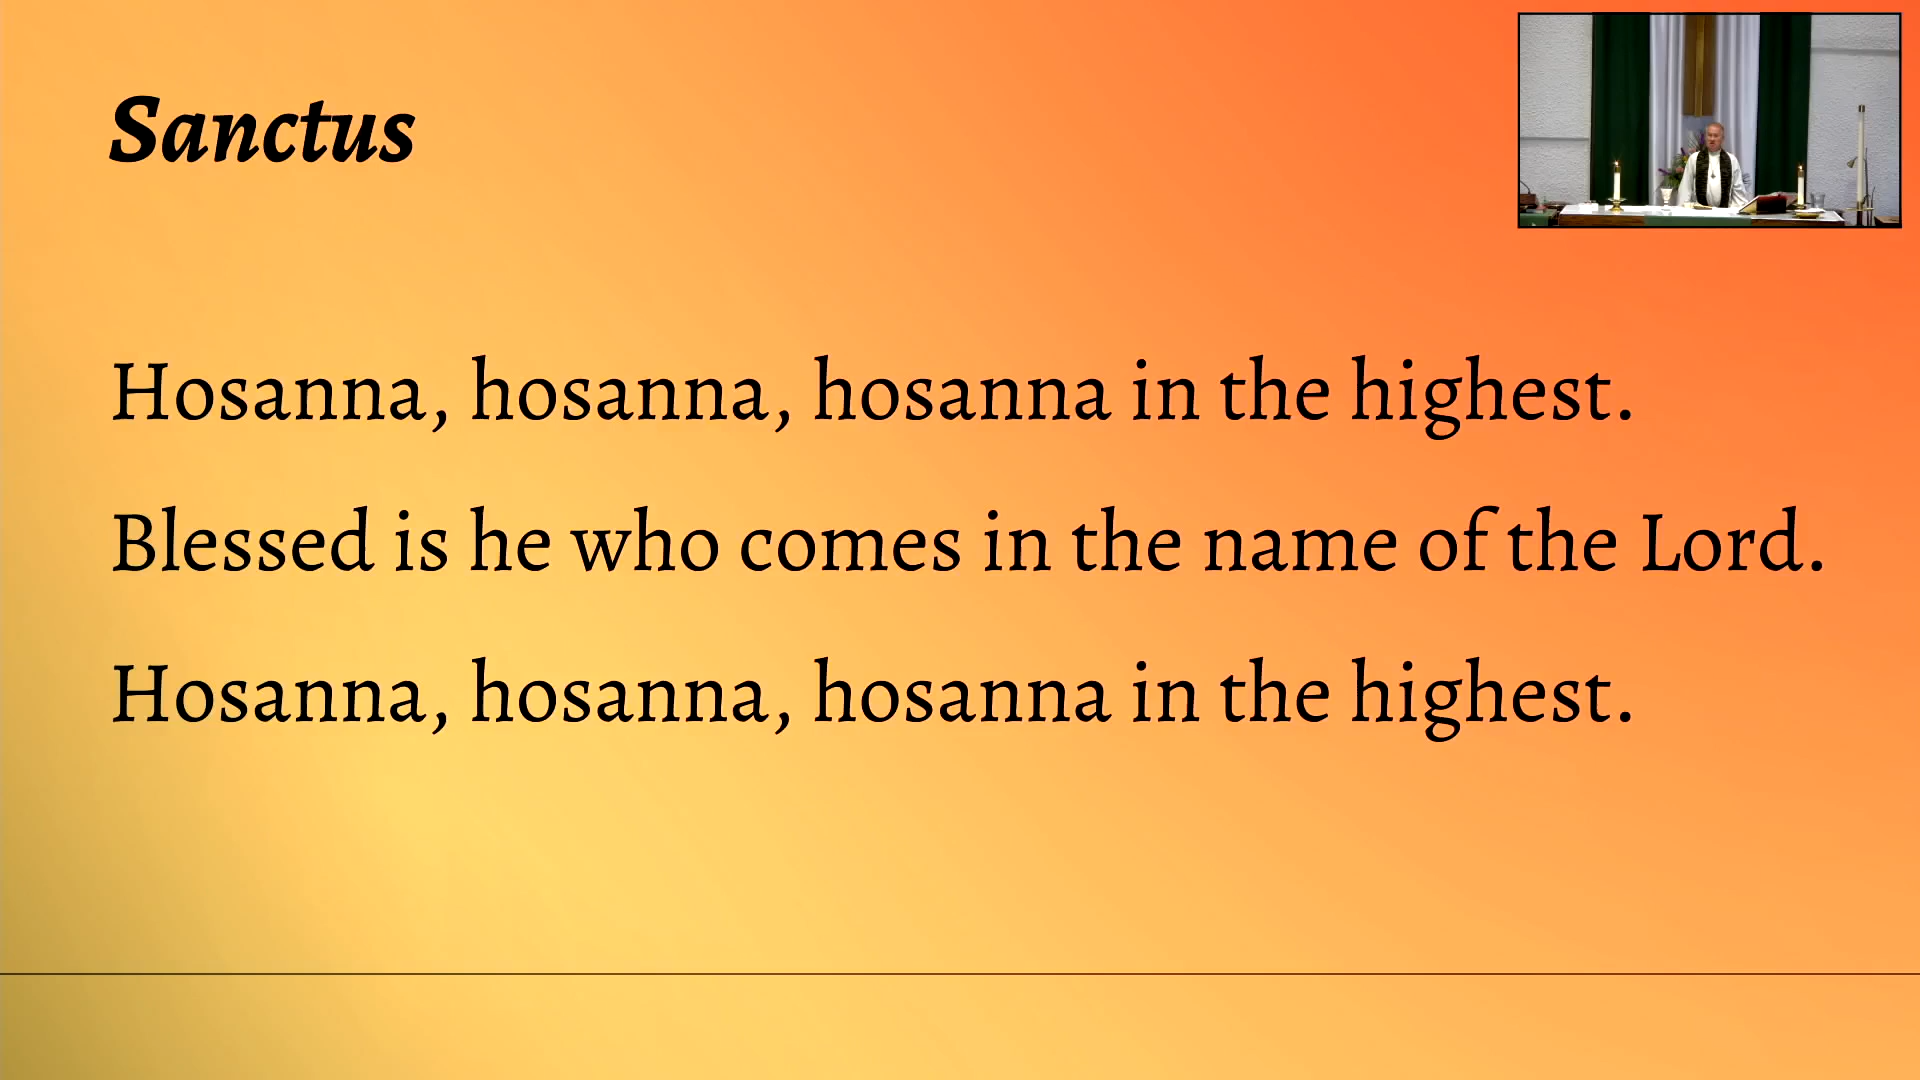 Sanctus
Hosanna, hosanna, hosanna in the highest.
Blessed is he who comes in the name of the Lord.
Hosanna, hosanna, hosanna in the highest.